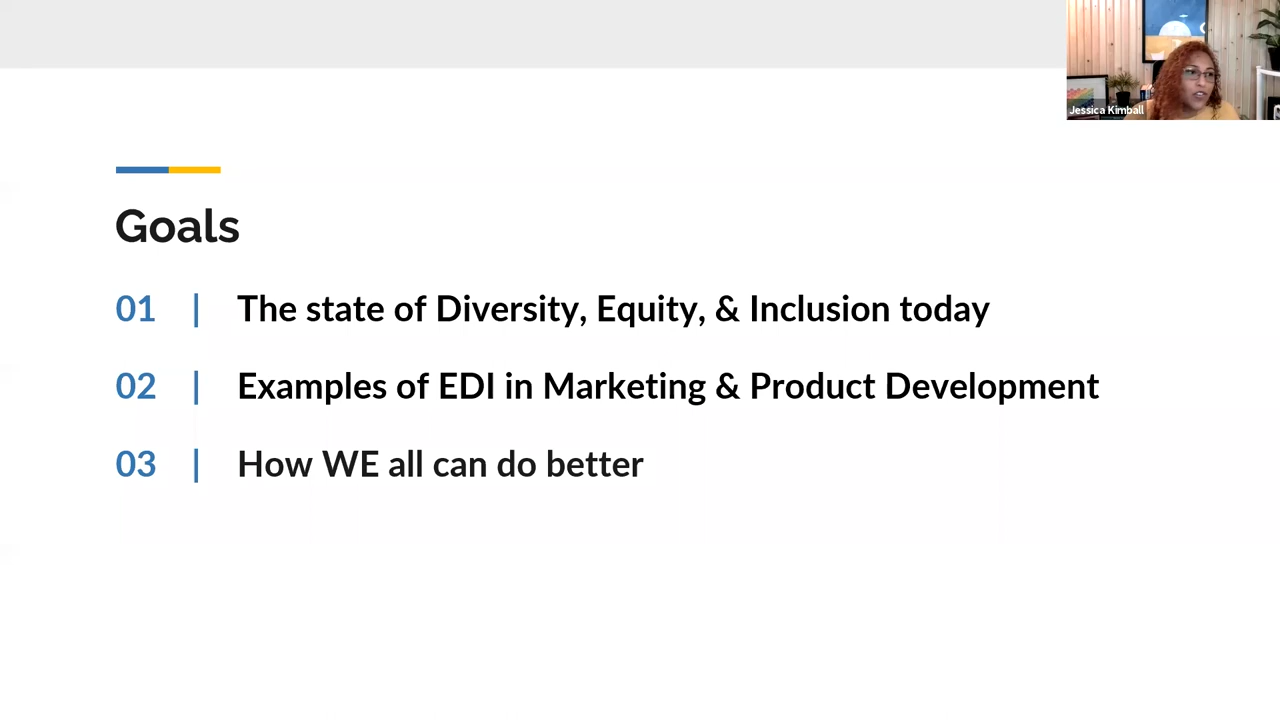 Jessica Kimball
Goals
01 | The state of Diversity, Equity, & Inclusion today
02 | Examples of EDI in Marketing & Product Development
03 | How WE all can do better